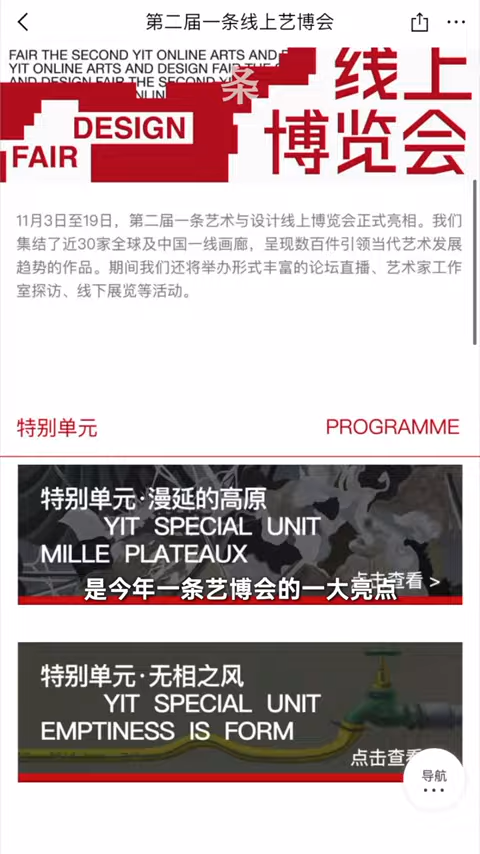 第二届一条线上艺博会
FAIR THE SECOND YIT ONLINE ARTS AND
YIT ONLINE ARTS AND DESIGN FAIR THE
AND DESIGN FAIR THE SECOND
条
线上
博览会
DESIGN
FAIR
11月3日至19日，第二届一条艺术与设计线上博览会正式亮相。我们
集结了近30家全球及中国一线画廊，呈现数百件引领当代艺术发展
趋势的作品。期间我们还将举办形式丰富的论坛直播、艺术家工作
室探访、线下展览等活动。
特别单元
PROGRAMME
特别单元·漫延的高原
YIT SPECIAL UNIT
MILLE PLATEAUX
点击查看 >
是今年一条艺博会的一大亮点
特别单元·无相之风
YIT SPECIAL UNIT
EMPTINESS IS FORM
点击查看
导航